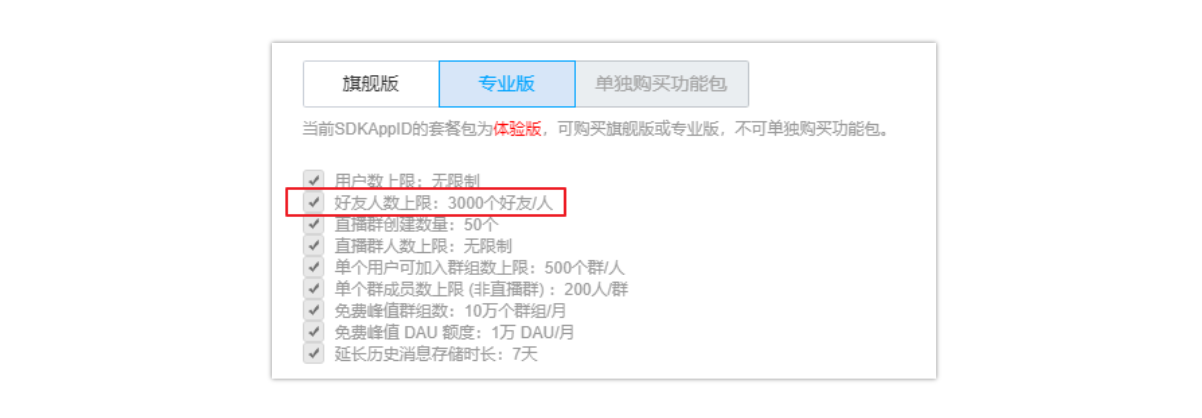 旗舰版 专业版 单独购买功能包
当前SDKAppID的套餐包为体验版，可购买旗舰版或专业版，不可单独购买功能包。
用户数上限：无限制
好友人数上限：3000个好友/人
直播群创建数量：50个
直播群人数上限：无限制
单个用户可加入群组数上限：500个群/人
单个群成员数上限 (非直播群)：200人/群
免费峰值群组数：10万个群组/月
免费峰值 DAU 额度：1万 DAU/月
延长历史消息存储时长：7天